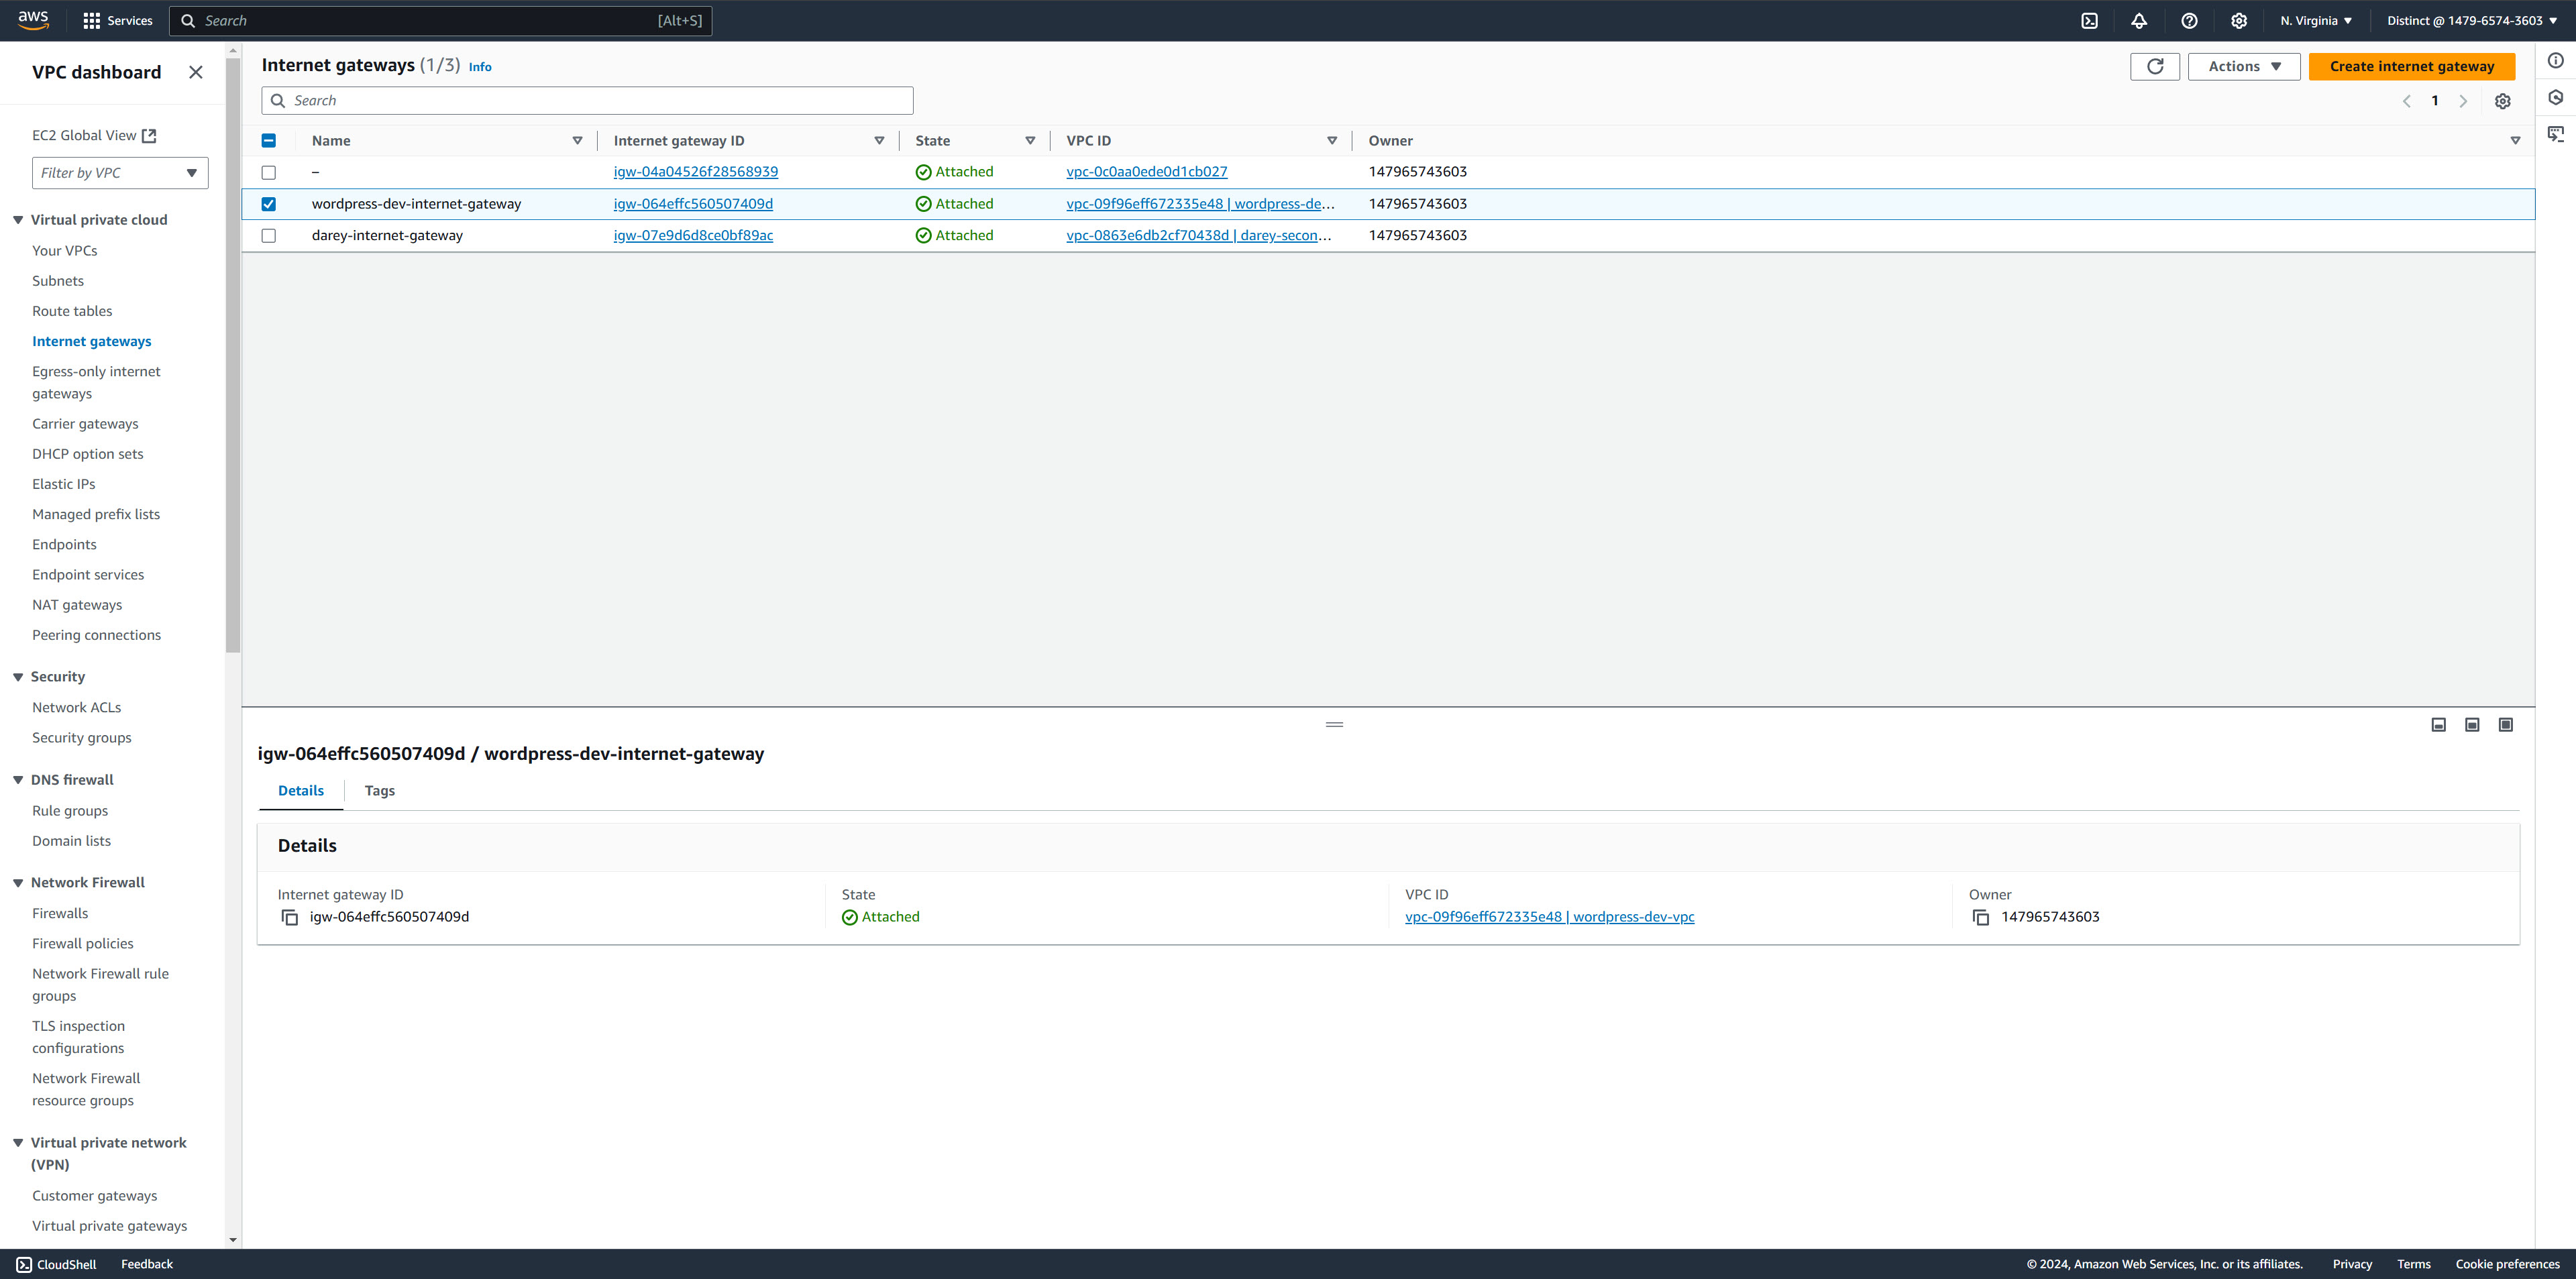 aws
Services
Search
[Alt+S]
N. Virginia
Distinct @ 1479-6574-3603
VPC dashboard
EC2 Global View
Filter by VPC
Virtual private cloud
Your VPCs
Subnets
Route tables
Internet gateways
Egress-only internet
gateways
Carrier gateways
DHCP option sets
Elastic IPs
Managed prefix lists
Endpoints
Endpoint services
NAT gateways
Peering connections
Security
Network ACLs
Security groups
DNS firewall
Rule groups
Domain lists
Network Firewall
Firewalls
Firewall policies
Network Firewall rule
groups
TLS inspection
configurations
Network Firewall
resource groups
Virtual private network
(VPN)
Customer gateways
Virtual private gateways
Internet gateways (1/3) Info
Actions
Create internet gateway
Search
1
Name Internet gateway ID State VPC ID Owner
– igw-04a04526f28568939 Attached vpc-0c0aa0ede0d1cb027 147965743603
wordpress-dev-internet-gateway igw-064effc560507409d Attached vpc-09f96eff672335e48 | wordpress-de... 147965743603
darey-internet-gateway igw-07e9d6d8ce0bf89ac Attached vpc-0863e6db2cf70438d | darey-secon... 147965743603
igw-064effc560507409d / wordpress-dev-internet-gateway
Details Tags
Details
Internet gateway ID State VPC ID Owner
igw-064effc560507409d Attached vpc-09f96eff672335e48 | wordpress-dev-vpc 147965743603
CloudShell Feedback © 2024, Amazon Web Services, Inc. or its affiliates. Privacy Terms Cookie preferences